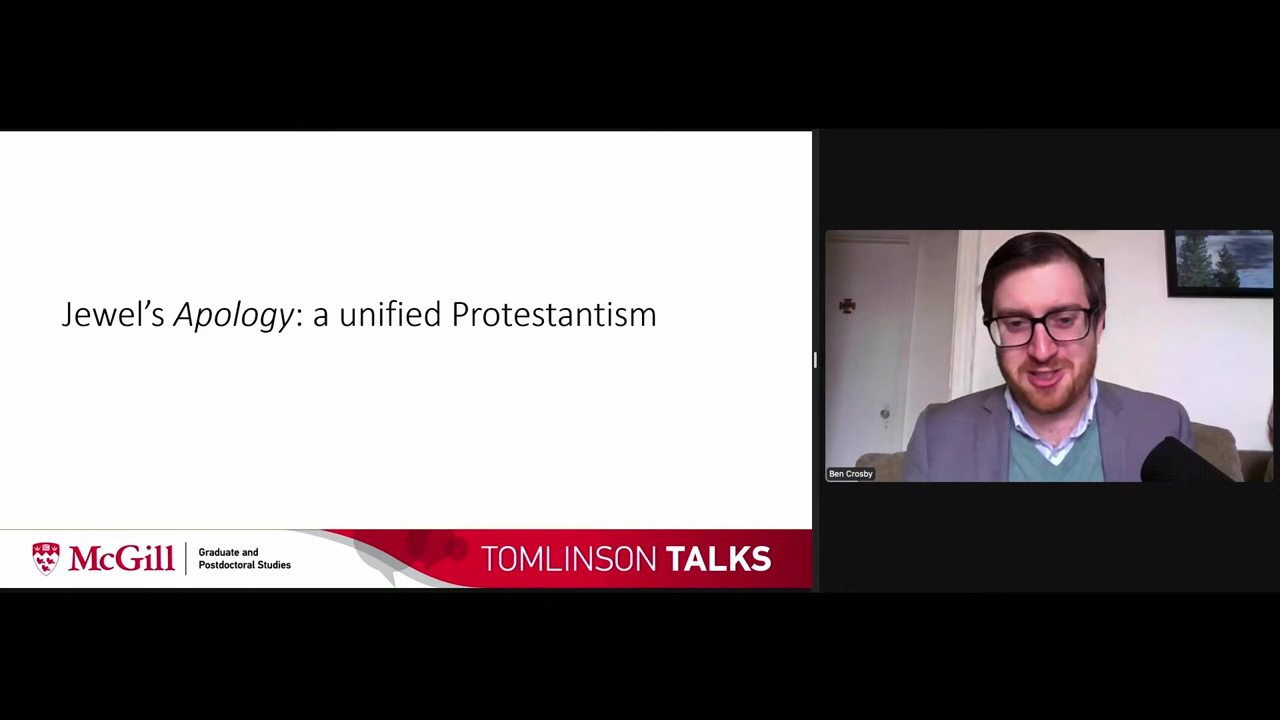 Jewel’s Apology: a unified Protestantism
Ben Crosby
McGill
Graduate and
Postdoctoral Studies
TOMLINSON TALKS